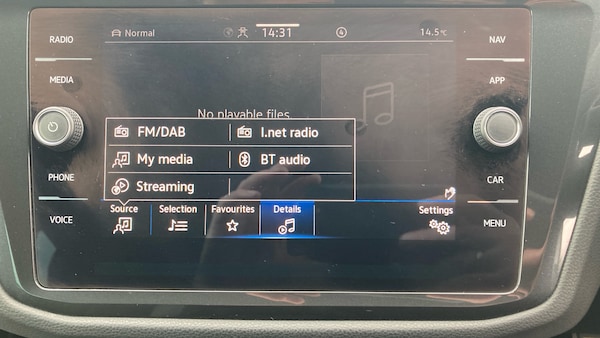 RADIO
Normal
14:31
14.5°C
NAV
MEDIA
APP
No playable files
FM/DAB
I.net radio
My media
BT audio
Streaming
PHONE
CAR
VOICE
Source
Selection
Favourites
Details
Settings
MENU